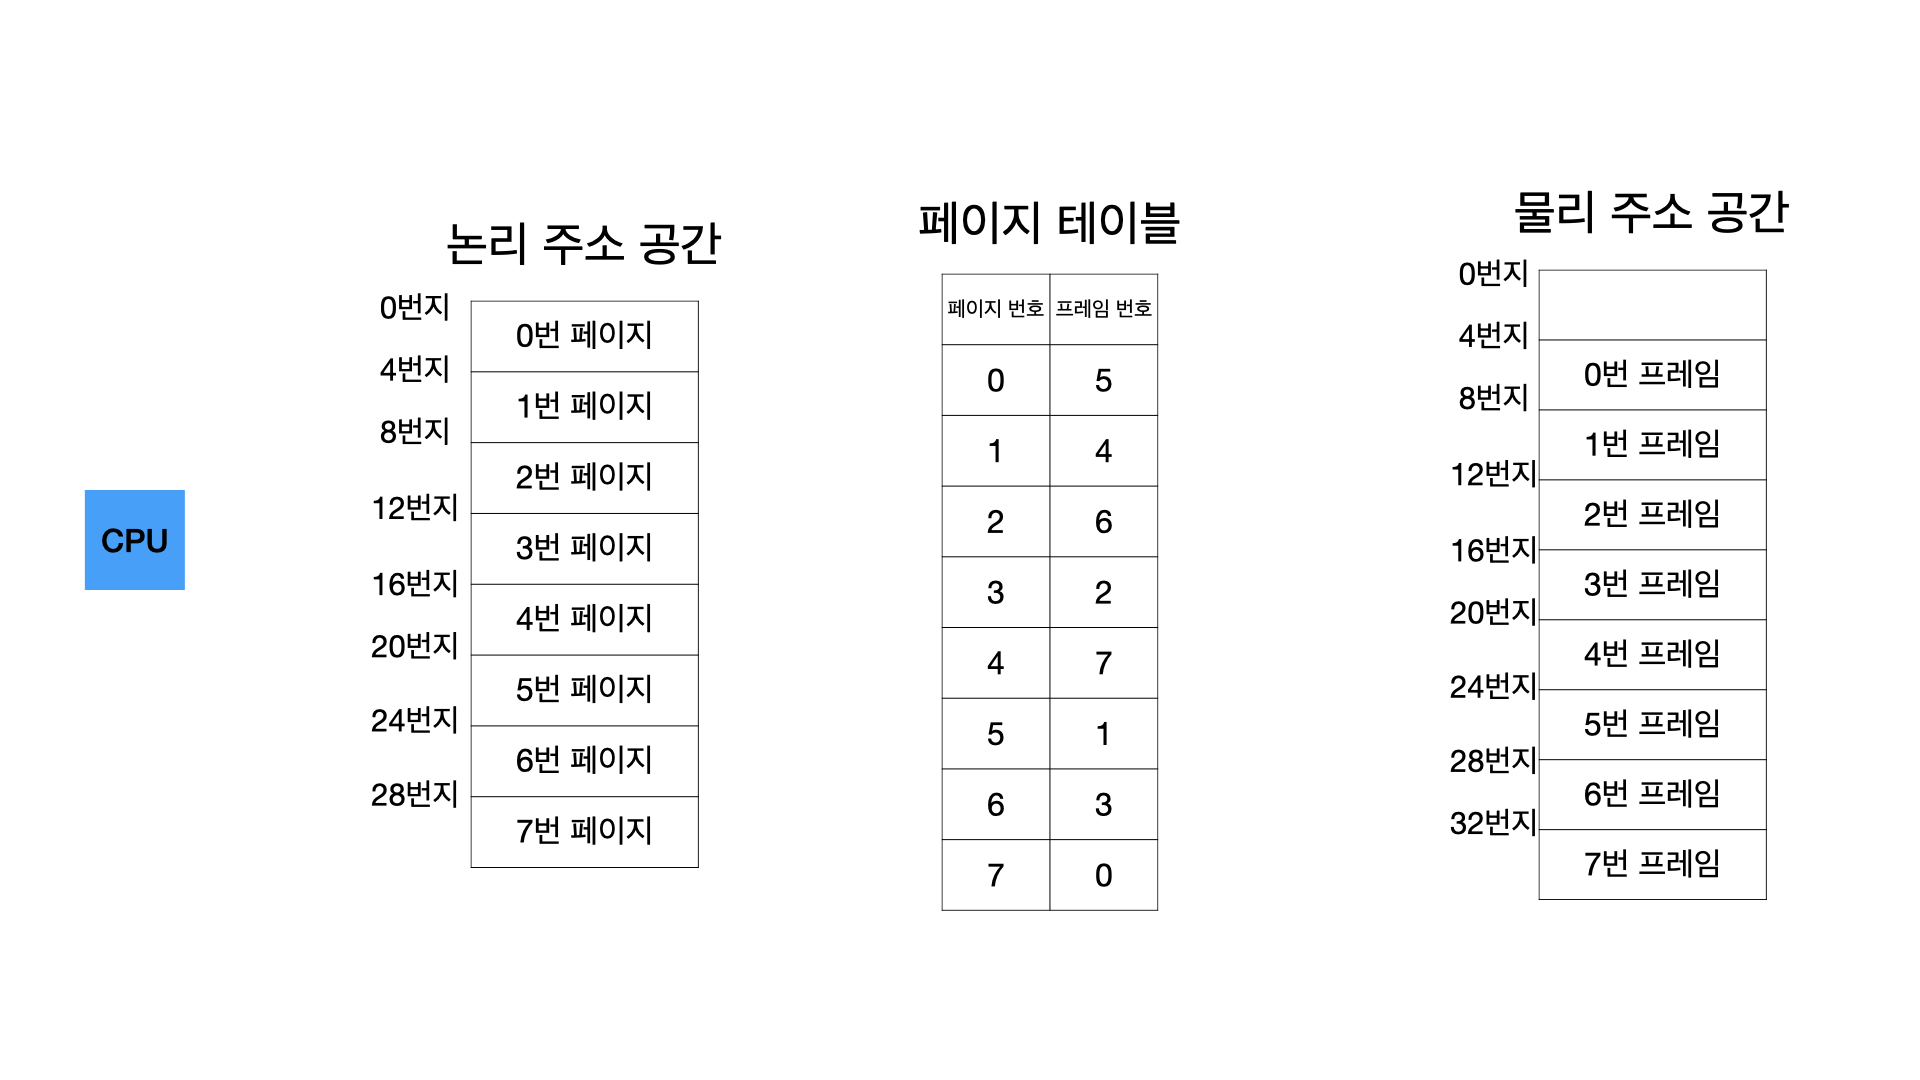 CPU
논리 주소 공간
0번지
4번지
8번지
12번지
16번지
20번지
24번지
28번지
0번 페이지
1번 페이지
2번 페이지
3번 페이지
4번 페이지
5번 페이지
6번 페이지
7번 페이지
페이지 테이블
페이지 번호 프레임 번호
0 5
1 4
2 6
3 2
4 7
5 1
6 3
7 0
물리 주소 공간
0번지
4번지
8번지
12번지
16번지
20번지
24번지
28번지
32번지
0번 프레임
1번 프레임
2번 프레임
3번 프레임
4번 프레임
5번 프레임
6번 프레임
7번 프레임